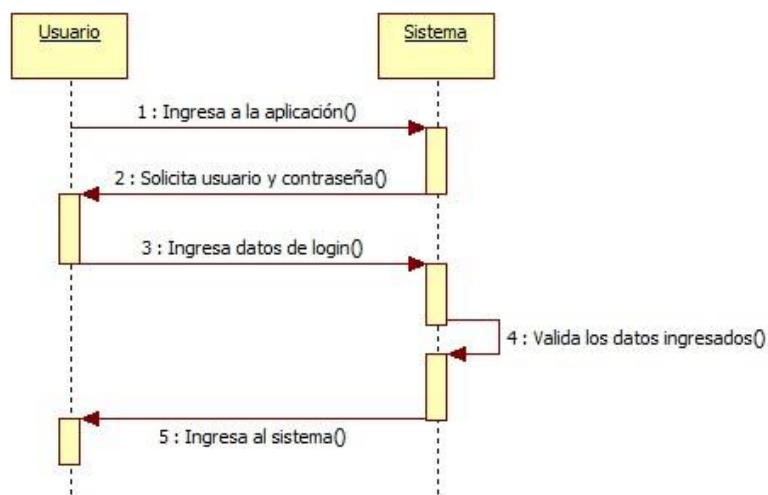 Usuario
Sistema
1 : Ingresa a la aplicación()
2 : Solicita usuario y contraseña()
3 : Ingresa datos de login()
4 : Valida los datos ingresados()
5 : Ingresa al sistema()